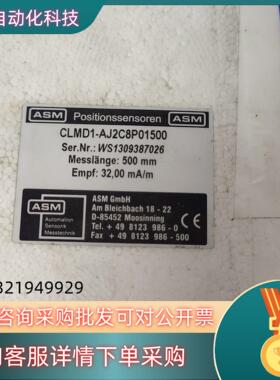 自动化科技
ASM Positionssensoren ASM
CLMD1-AJ2C8P01500
Ser.Nr.: WS1309387026
Messlänge: 500 mm
Empf: 32,00 mA/m
ASM
Automation
Sensorik
Messtechnik
ASM GmbH
Am Bleichbach 18 - 22
D-85452 Moosinning
Tel. +49 8123 986 - 0
Fax +49 8123 986 - 500
CE
321949929
咨询采购批发可对公开票
客服详情下单采购